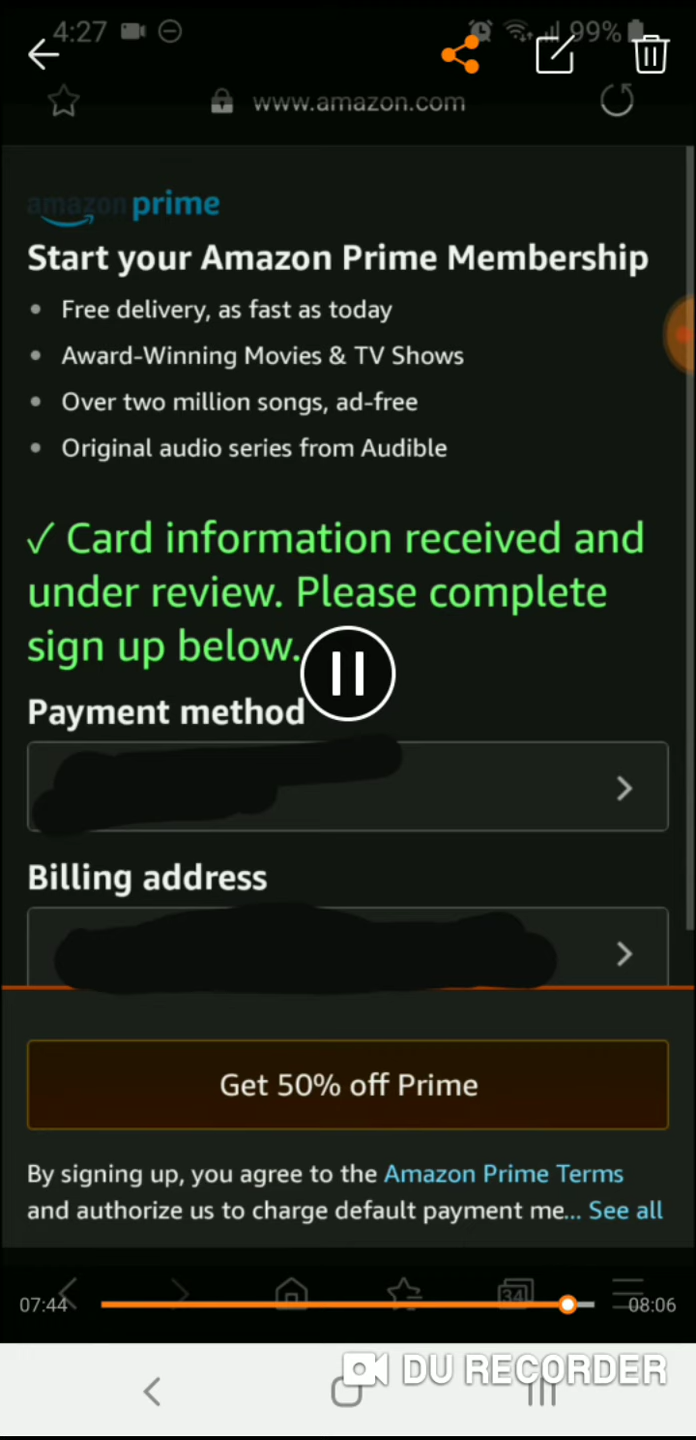 4:27
99%
www.amazon.com
amazon prime
Start your Amazon Prime Membership
• Free delivery, as fast as today
• Award-Winning Movies & TV Shows
• Over two million songs, ad-free
• Original audio series from Audible
✓ Card information received and
under review. Please complete
sign up below.
Payment method
Billing address
Get 50% off Prime
By signing up, you agree to the Amazon Prime Terms
and authorize us to charge default payment me... See all
07:44
34
08:06
DU RECORDER